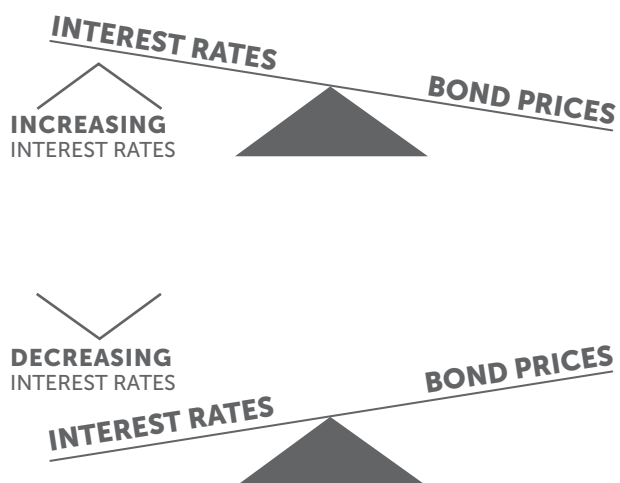 INTEREST RATES
BOND PRICES
INCREASING
INTEREST RATES
DECREASING
INTEREST RATES
BOND PRICES
INTEREST RATES